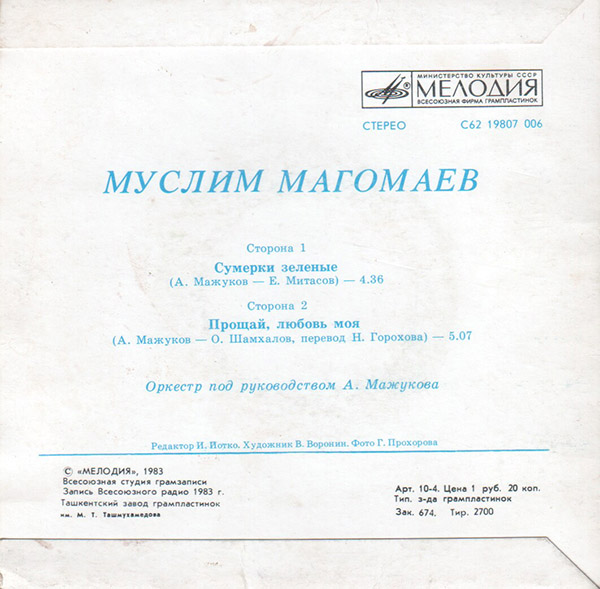 МИНИСТЕРСТВО КУЛЬТУРЫ СССР
МЕЛОДИЯ
ВСЕСОЮЗНАЯ ФИРМА ГРАМПЛАСТИНОК
СТЕРЕО С62 19807 006
МУСЛИМ МАГОМАЕВ
Сторона 1
Сумерки зеленые
(А. Мажуков — Е. Митасов) — 4.36
Сторона 2
Прощай, любовь моя
(А. Мажуков — О. Шамхалов, перевод Н. Горохова) — 5.07
Оркестр под руководством А. Мажукова
Редактор И. Йотко. Художник В. Воронин. Фото Г. Прохорова
© «МЕЛОДИЯ», 1983
Всесоюзная студия грамзаписи
Запись Всесоюзного радио 1983 г.
Ташкентский завод грампластинок
им. М. Т. Ташмухамедова
Арт. 10-4. Цена 1 руб. 20 коп.
Тип. з-да грампластинок
Зак. 674, Тир. 2700